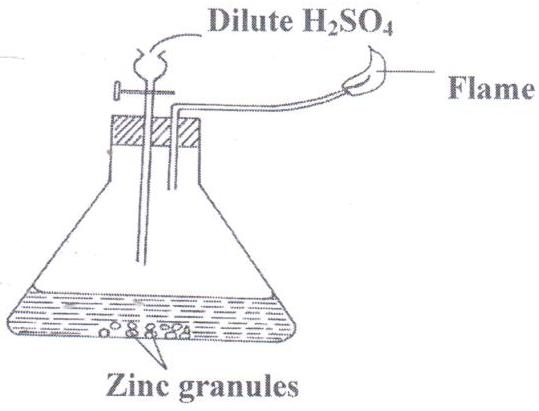 Dilute H₂SO₄
Flame
Zinc granules